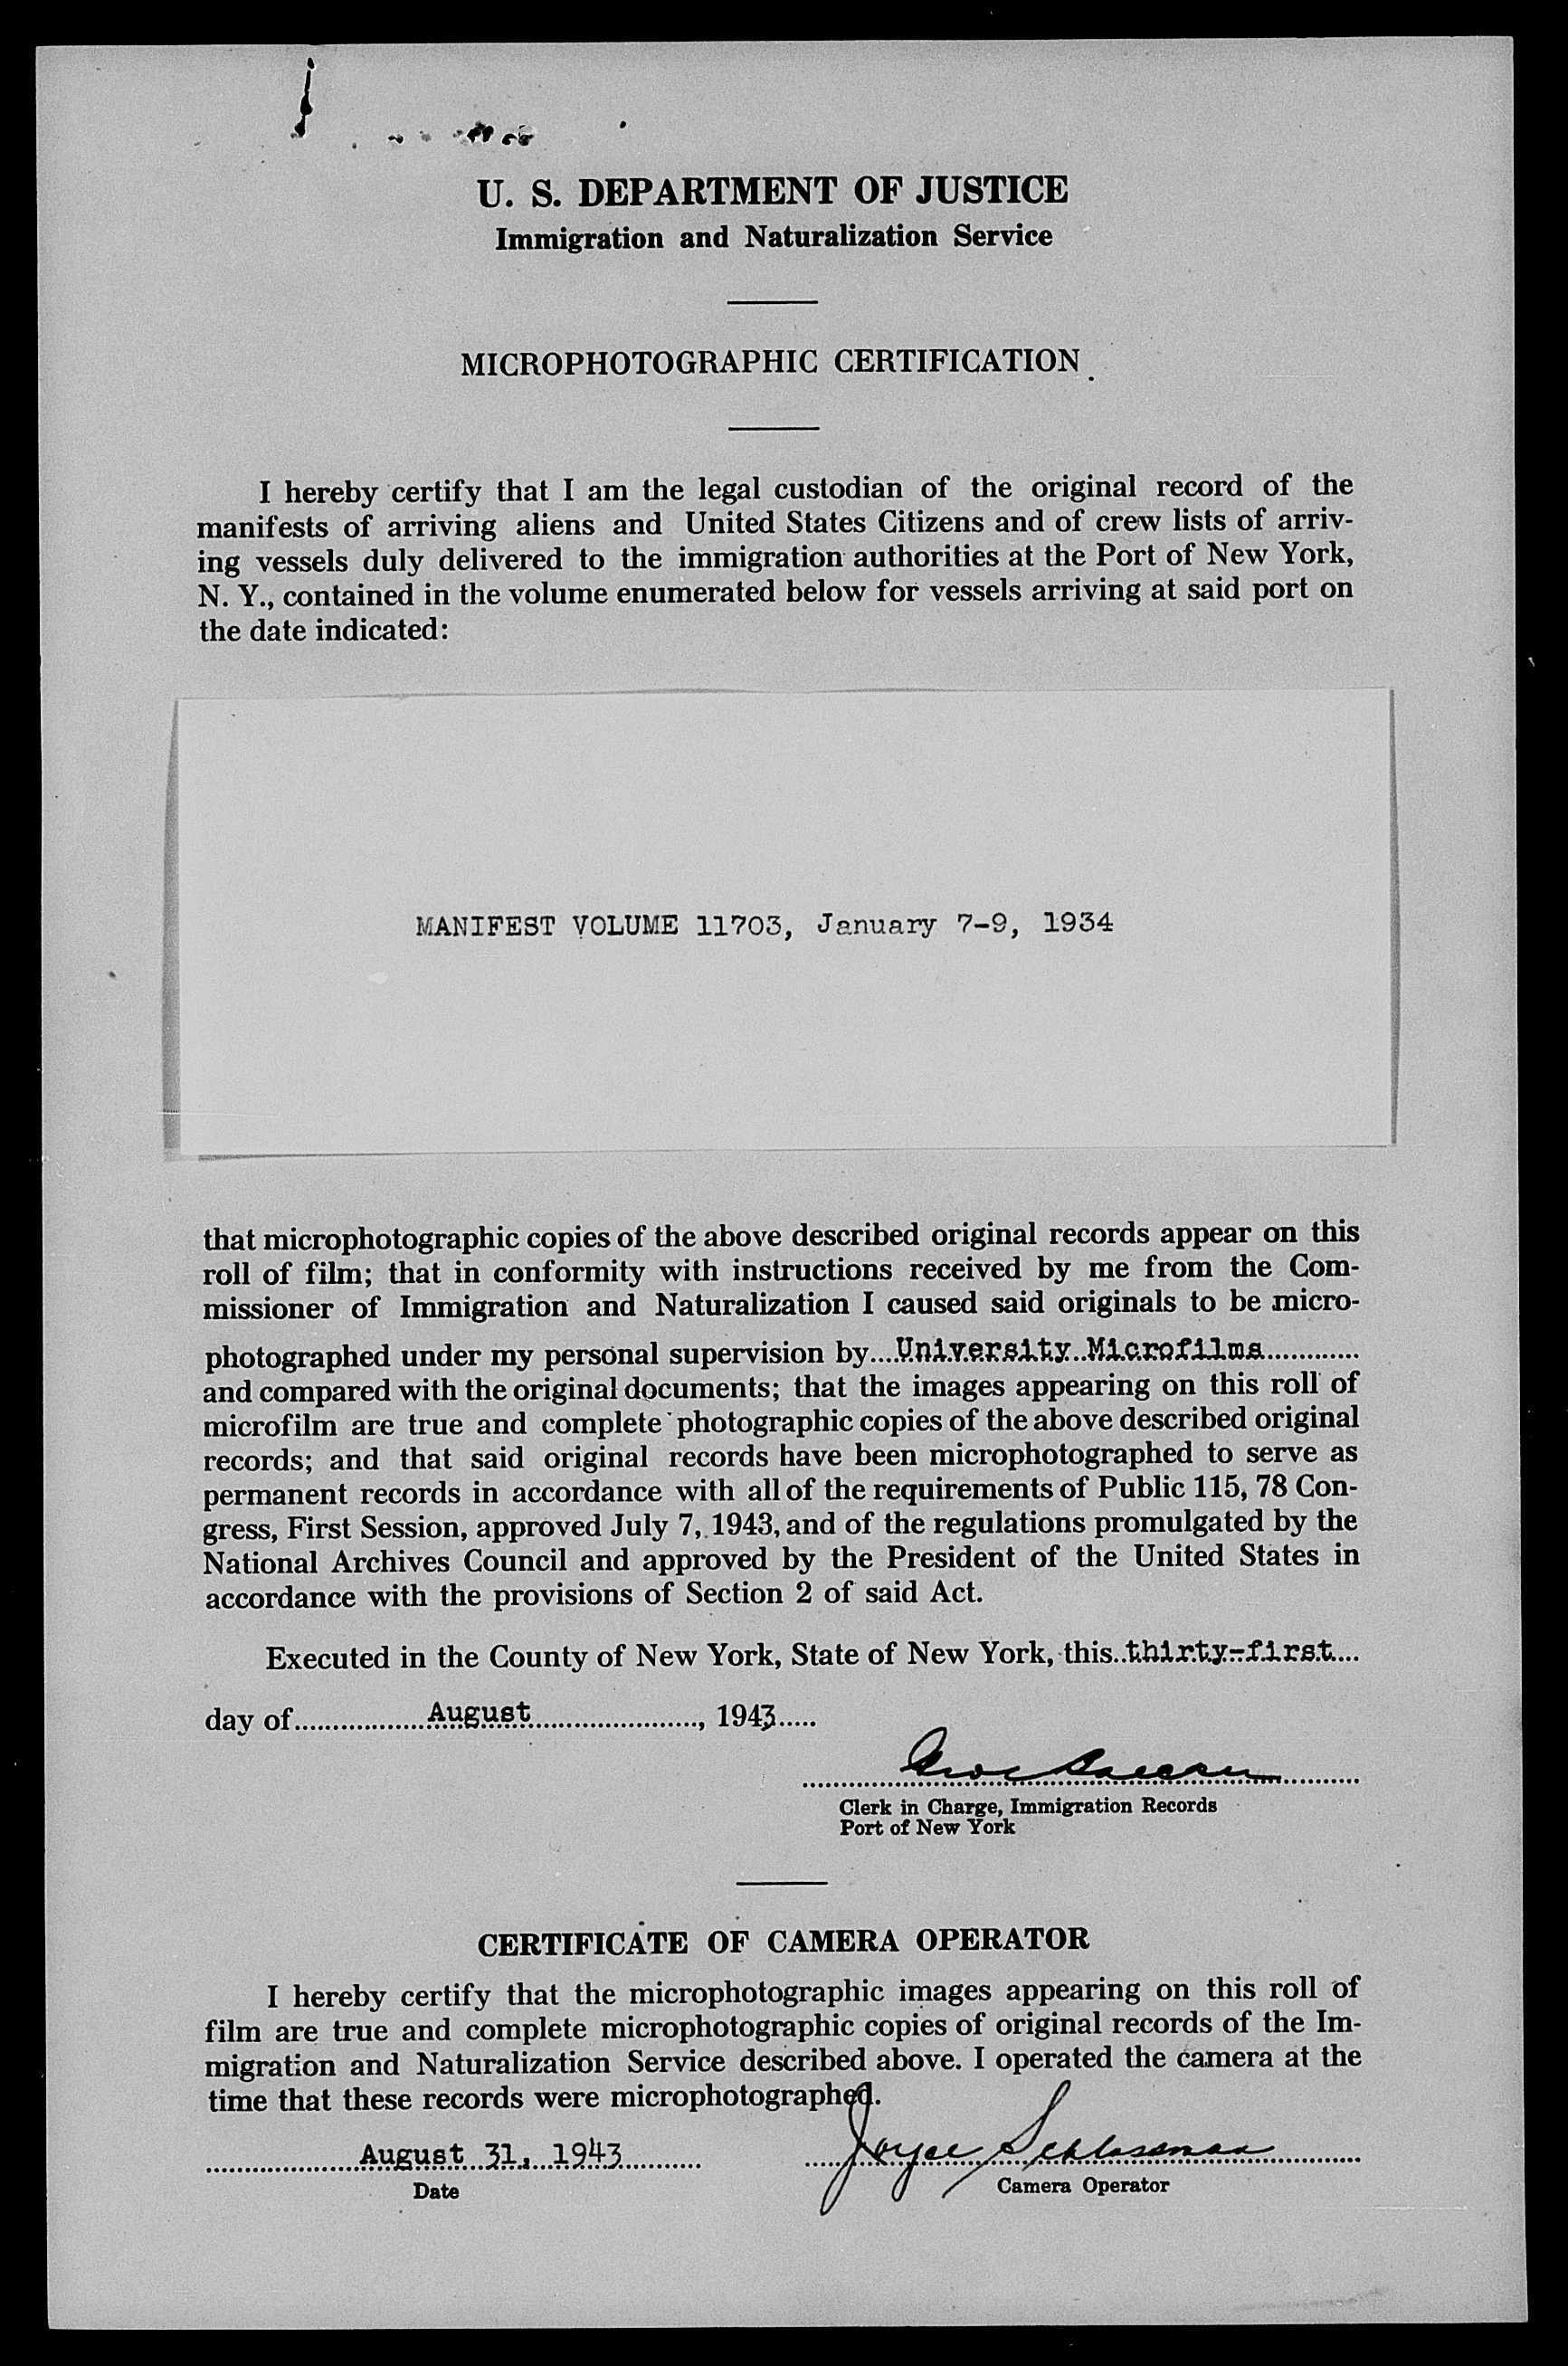 U. S. DEPARTMENT OF JUSTICE
Immigration and Naturalization Service
MICROPHOTOGRAPHIC CERTIFICATION
I hereby certify that I am the legal custodian of the original record of the
manifests of arriving aliens and United States Citizens and of crew lists of arriv-
ing vessels duly delivered to the immigration authorities at the Port of New York,
N. Y., contained in the volume enumerated below for vessels arriving at said port on
the date indicated:
MANIFEST VOLUME 11703, January 7-9, 1934
that microphotographic copies of the above described original records appear on this
roll of film; that in conformity with instructions received by me from the Com-
missioner of Immigration and Naturalization I caused said originals to be micro-
photographed under my personal supervision by....University Microfilms............
and compared with the original documents; that the images appearing on this roll of
microfilm are true and complete photographic copies of the above described original
records; and that said original records have been microphotographed to serve as
permanent records in accordance with all of the requirements of Public 115, 78 Con-
gress, First Session, approved July 7, 1943, and of the regulations promulgated by the
National Archives Council and approved by the President of the United States in
accordance with the provisions of Section 2 of said Act.
Executed in the County of New York, State of New York, this..thirty-first...
day of..................August......................, 1943.....
Clerk in Charge, Immigration Records
Port of New York
CERTIFICATE OF CAMERA OPERATOR
I hereby certify that the microphotographic images appearing on this roll of
film are true and complete microphotographic copies of original records of the Im-
migration and Naturalization Service described above. I operated the camera at the
time that these records were microphotographed.
August 31, 1943 Joyce Schlossman
Date Camera Operator